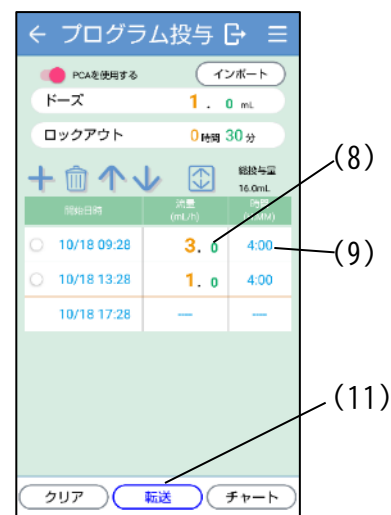 プログラム投与
PCAを使用する
インポート
ドーズ 1. 0 mL
ロックアウト 0 時間 30 分
総投与量
16.0mL
開始日時 流量 (mL/h) 時間 (H:MM)
10/18 09:28 3. 0 4:00
10/18 13:28 1. 0 4:00
10/18 17:28 ---- ----
クリア 転送 チャート
(8)
(9)
(11)